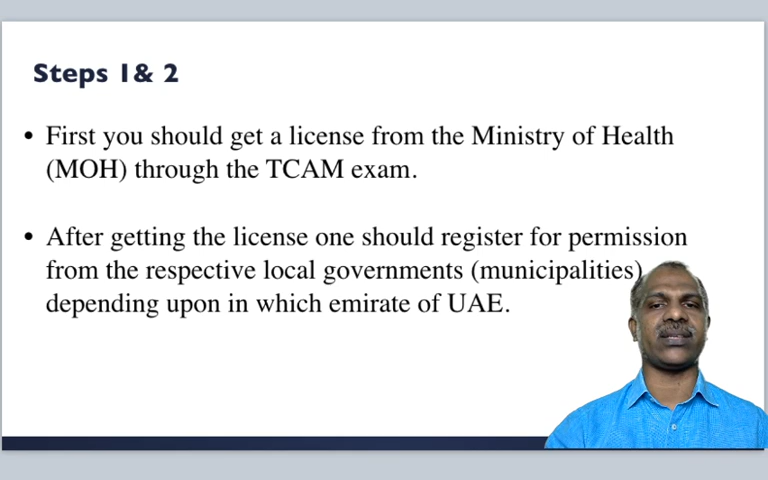 Steps 1& 2
• First you should get a license from the Ministry of Health
(MOH) through the TCAM exam.
• After getting the license one should register for permission
from the respective local governments (municipalities)
depending upon in which emirate of UAE.